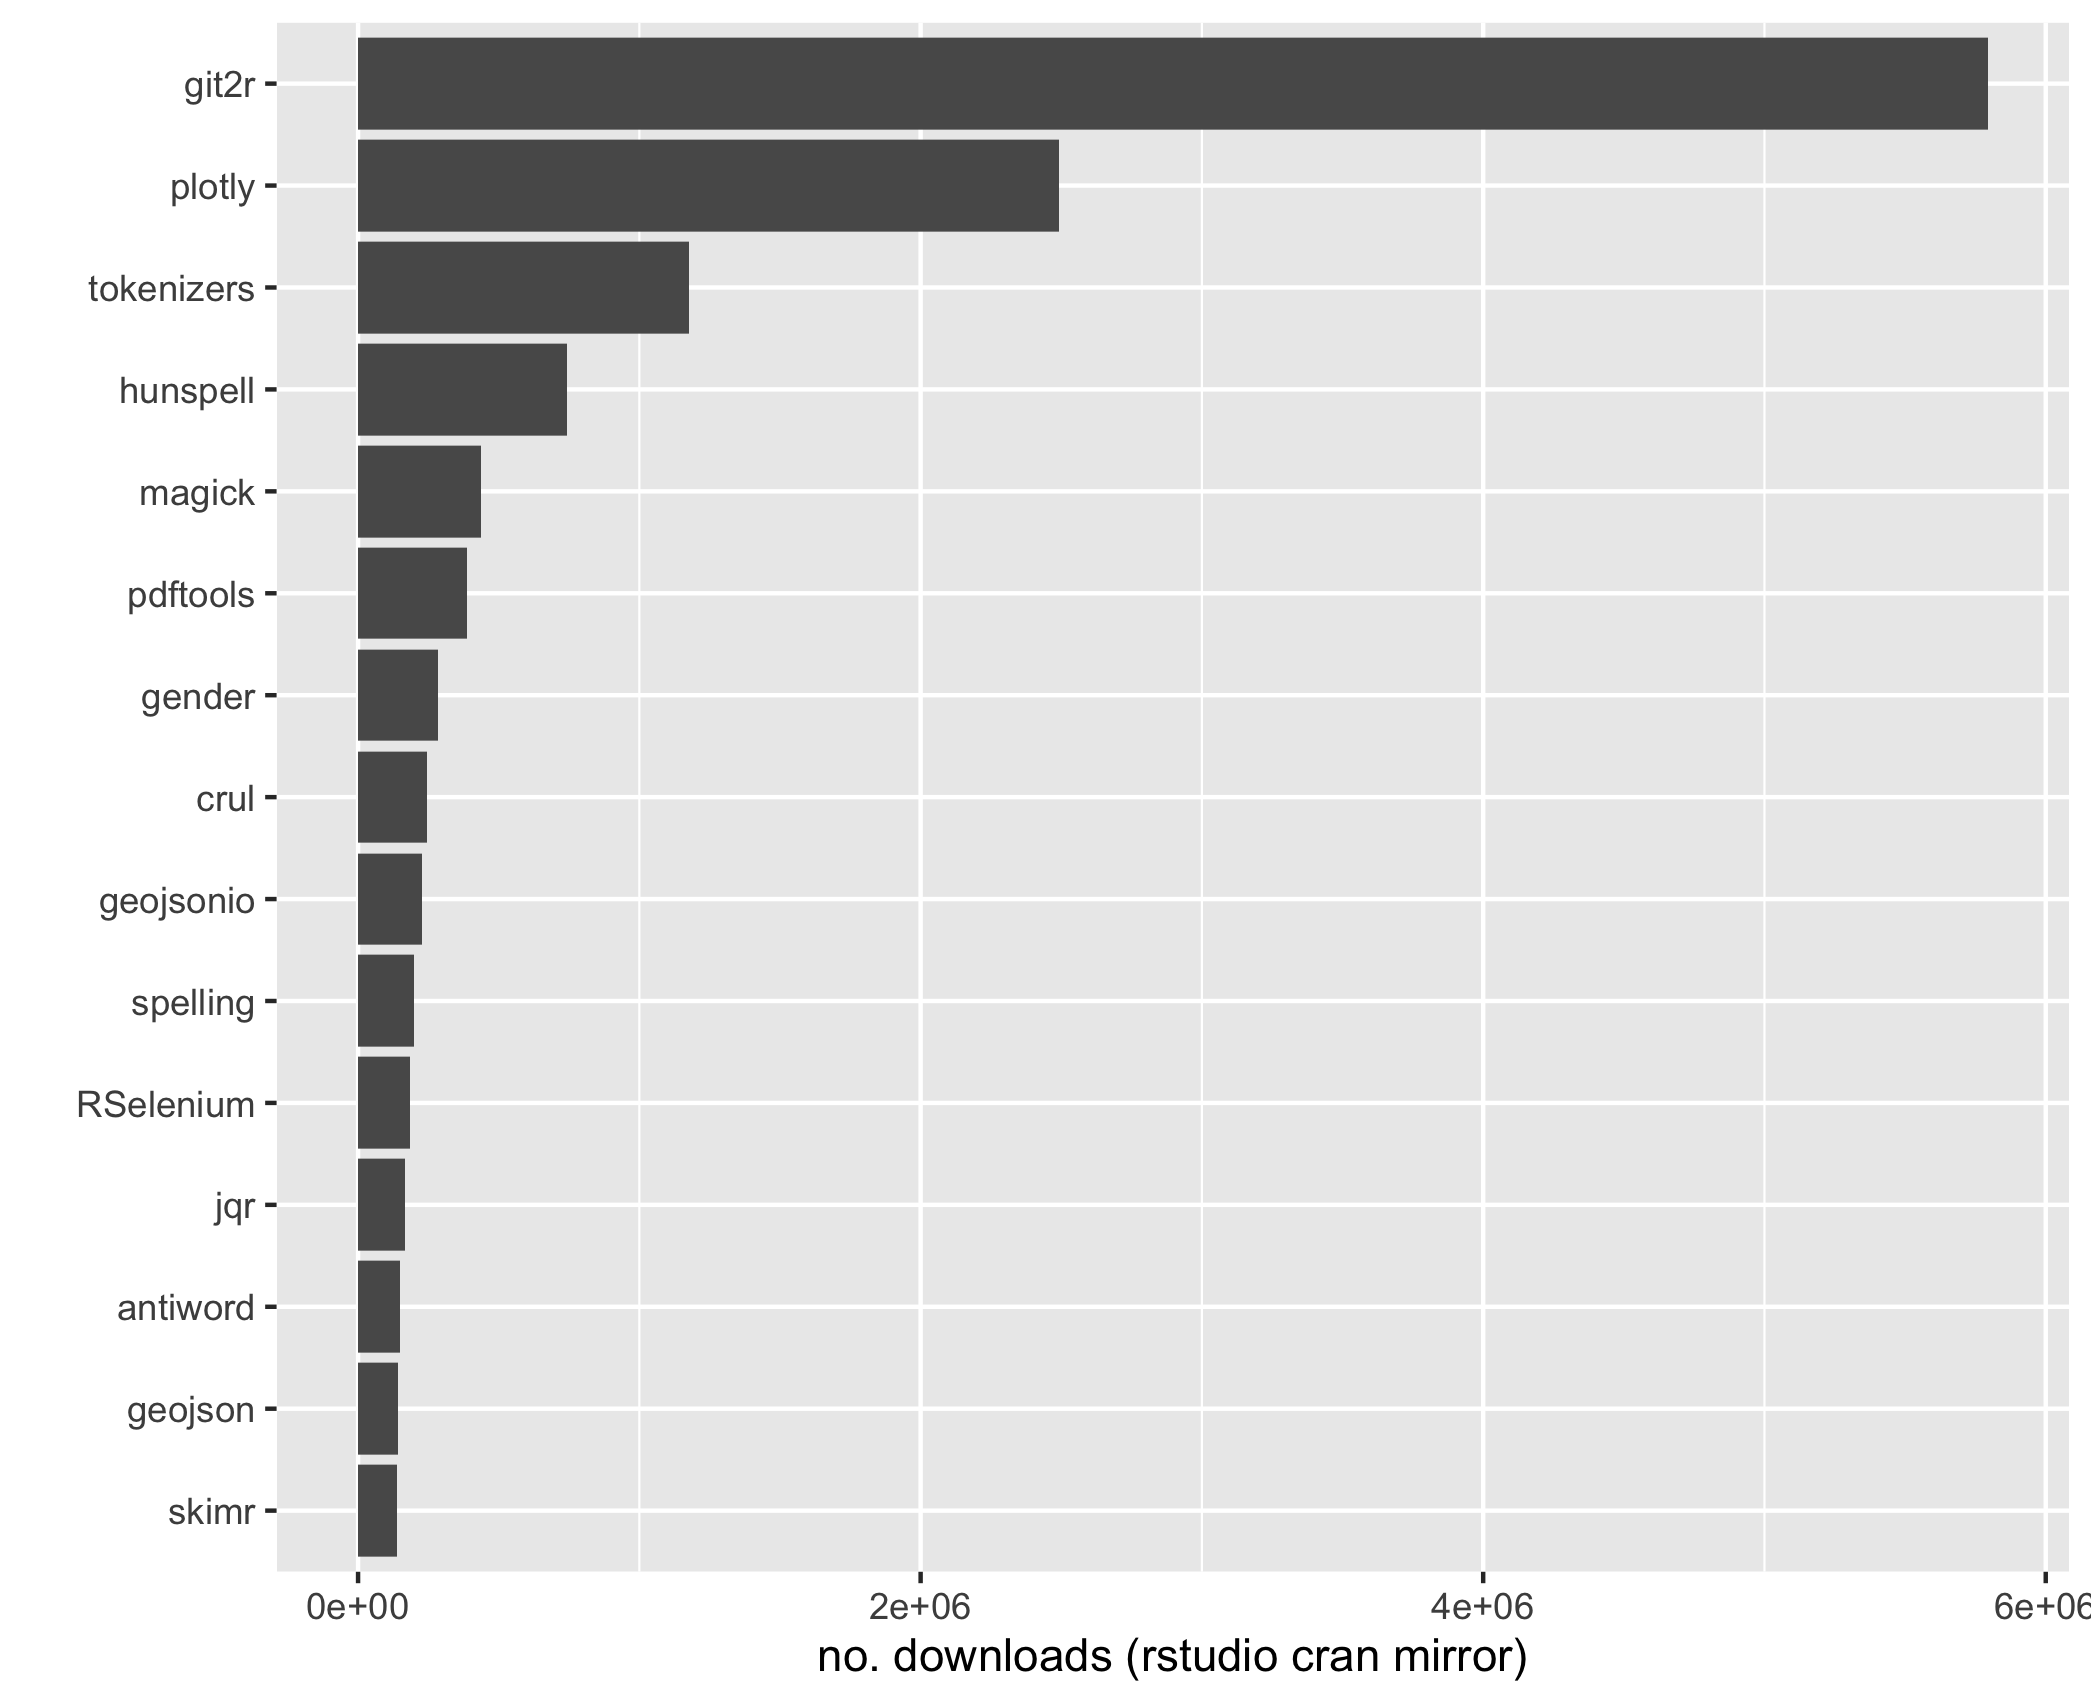 git2r
plotly
tokenizers
hunspell
magick
pdftools
gender
crul
geojsonio
spelling
RSelenium
jqr
antiword
geojson
skimr
0e+00 2e+06 4e+06 6e+06
no. downloads (rstudio cran mirror)